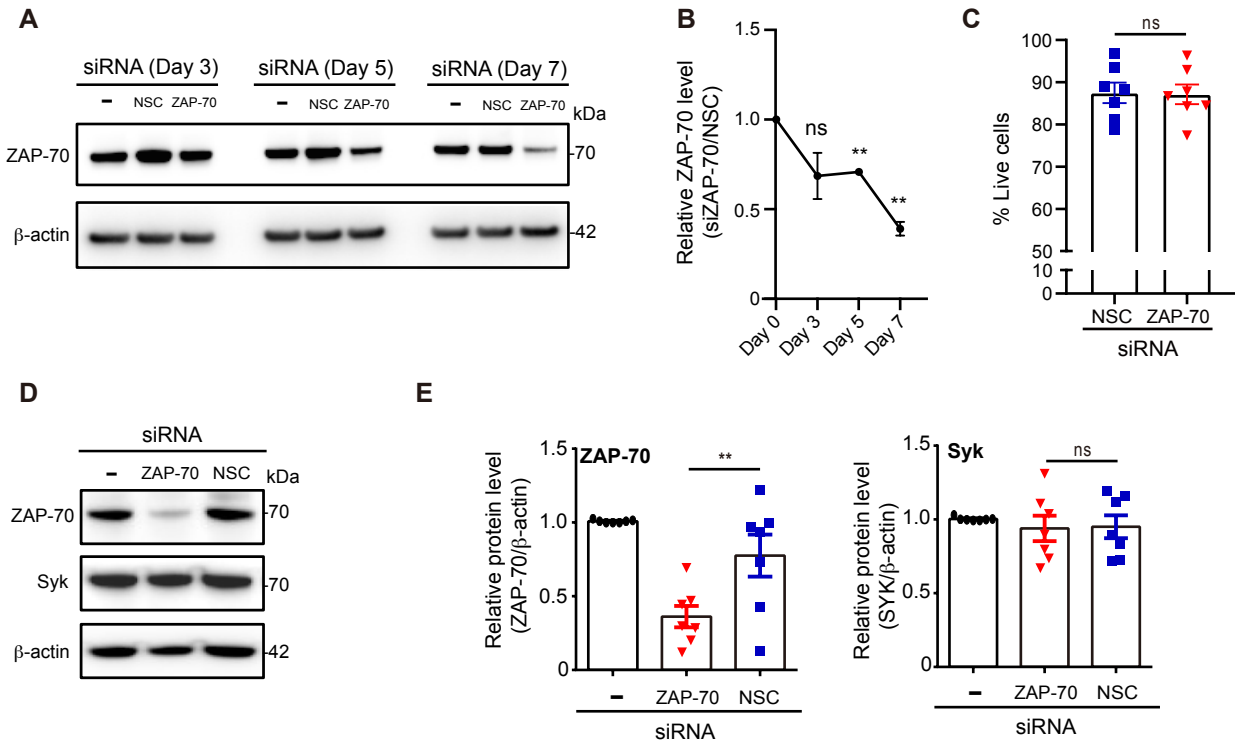 A
siRNA (Day 3) siRNA (Day 5) siRNA (Day 7)
– NSC ZAP-70 – NSC ZAP-70 – NSC ZAP-70
kDa
ZAP-70 -70
β-actin -42
B
Relative ZAP-70 level
(siZAP-70/NSC)
1.5
1.0
0.5
0
ns
**
**
Day 0 Day 3 Day 5 Day 7
C
ns
% Live cells
100
90
80
70
60
50
10
0
NSC ZAP-70
siRNA
D
siRNA
– ZAP-70 NSC kDa
ZAP-70 -70
Syk -70
β-actin -42
E
ZAP-70
**
Relative protein level
(ZAP-70/β-actin)
1.5
1.0
0.5
0
– ZAP-70 NSC
siRNA
Syk
ns
Relative protein level
(SYK/β-actin)
1.5
1.0
0.5
0
– ZAP-70 NSC
siRNA